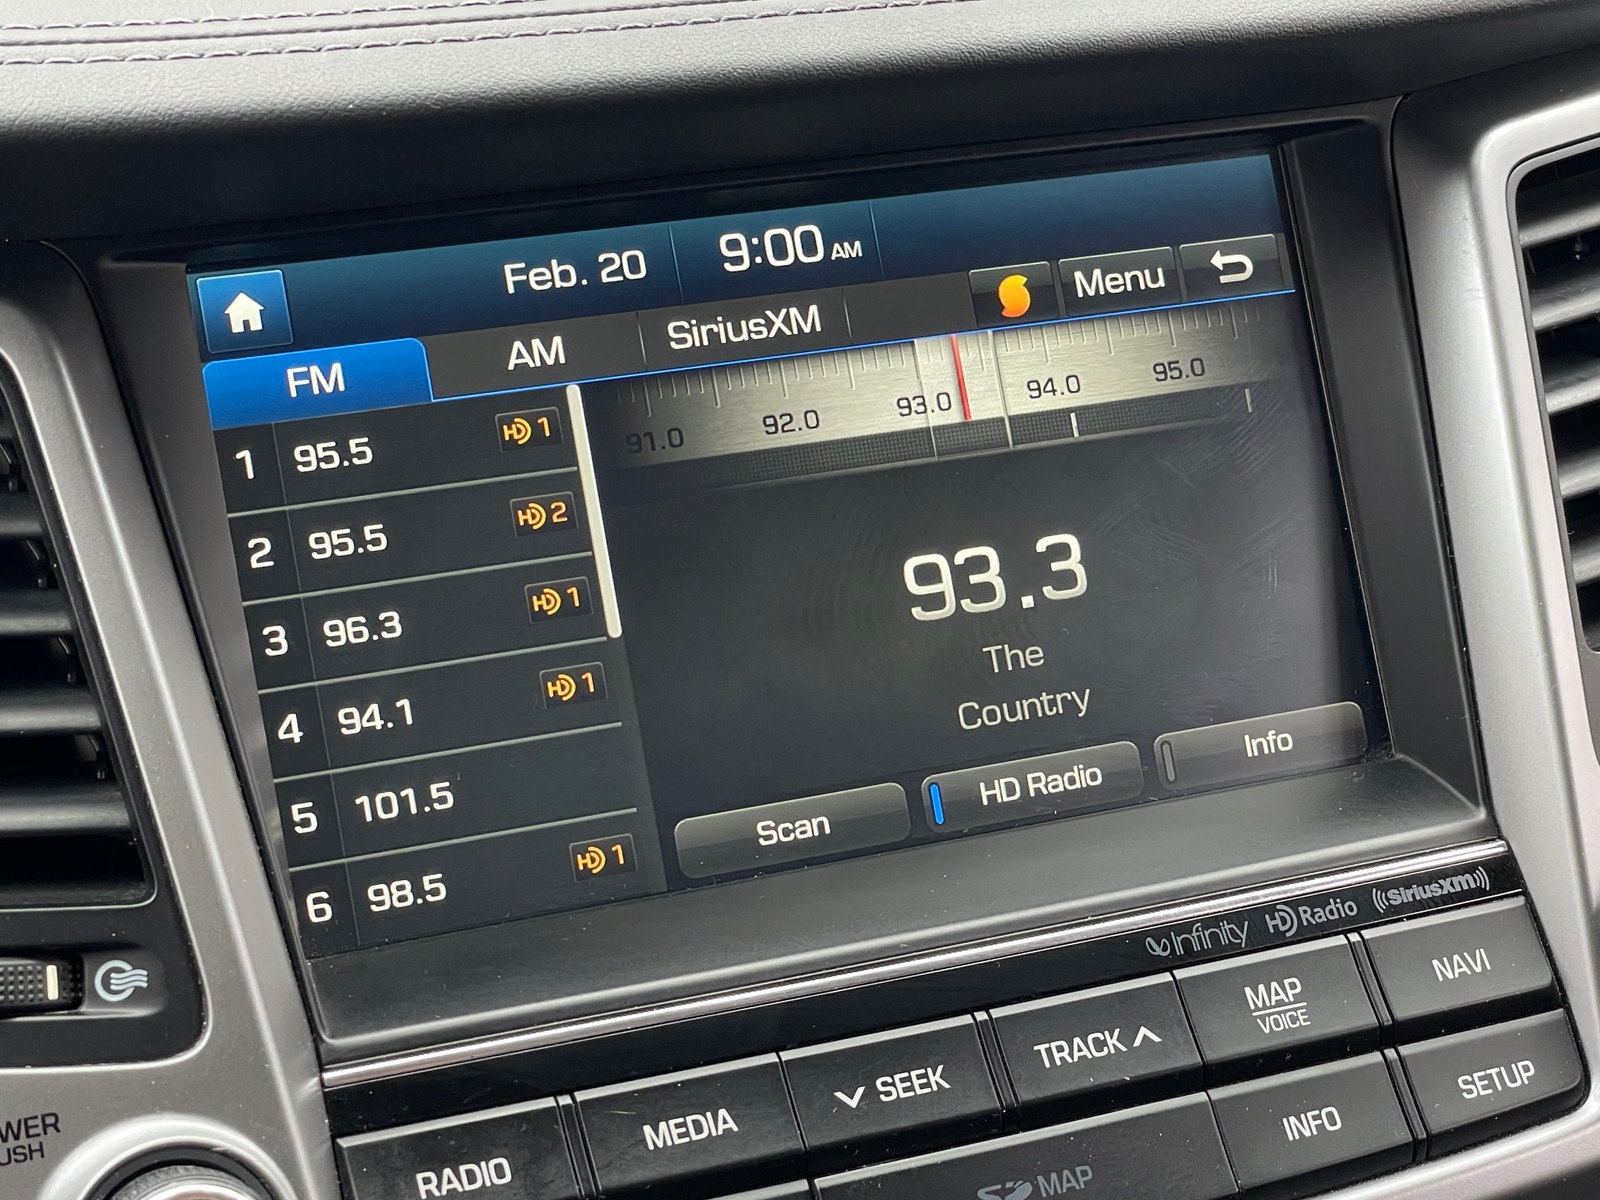 Feb. 20
9:00 AM
Menu
FM
AM
SiriusXM
91.0 92.0 93.0 94.0 95.0
1 95.5 HD 1
2 95.5 HD 2
3 96.3 HD 1
4 94.1 HD 1
5 101.5
6 98.5 HD 1
93.3
The
Country
Scan
HD Radio
Info
Infinity HD Radio SiriusXM
RADIO
MEDIA
SEEK
TRACK
MAP
VOICE
NAVI
MAP
INFO
SETUP
WER
USH